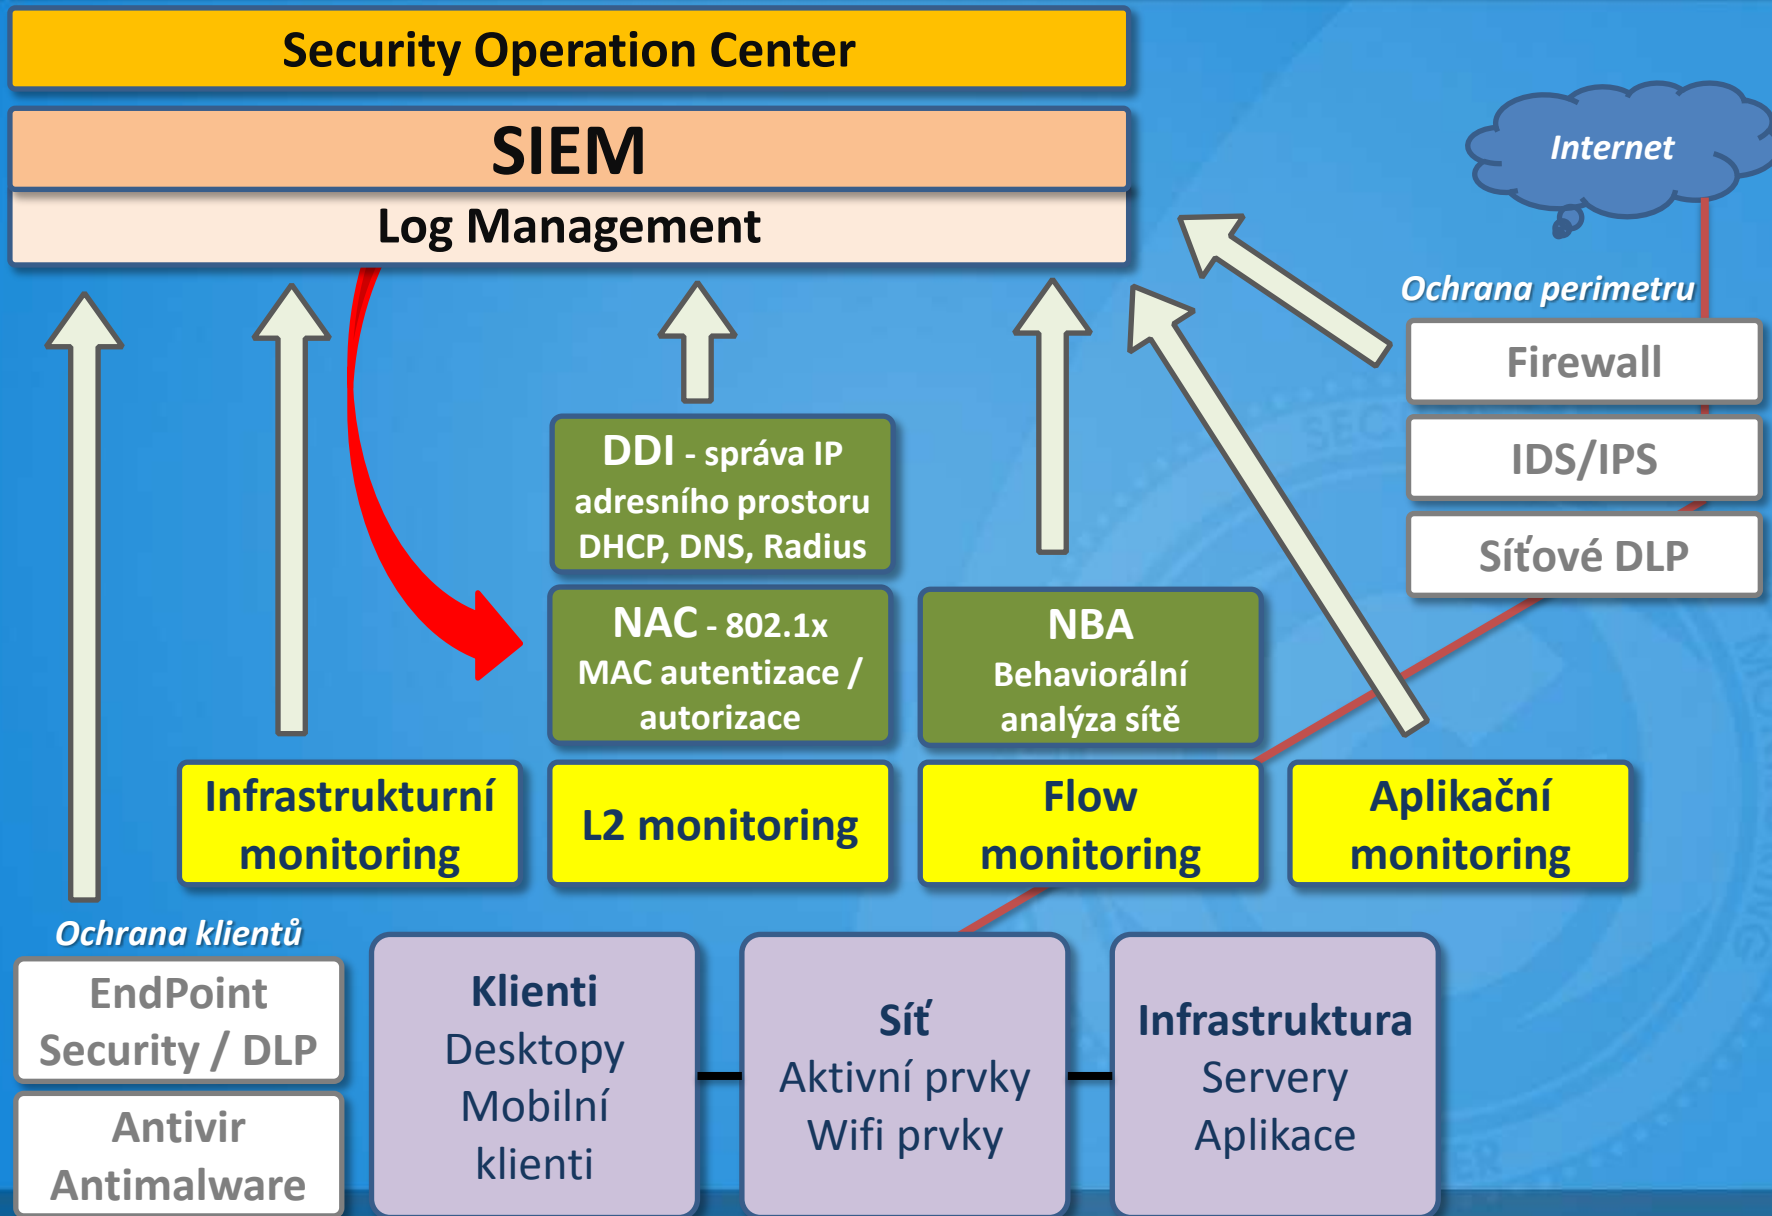 Security Operation Center
SIEM
Log Management
Internet
Ochrana perimetru
Firewall
IDS/IPS
Síťové DLP
DDI - správa IP
adresního prostoru
DHCP, DNS, Radius
NAC - 802.1x
MAC autentizace /
autorizace
NBA
Behaviorální
analýza sítě
Infrastrukturní
monitoring
L2 monitoring
Flow
monitoring
Aplikační
monitoring
Ochrana klientů
EndPoint
Security / DLP
Antivir
Antimalware
Klienti
Desktopy
Mobilní
klienti
Síť
Aktivní prvky
Wifi prvky
Infrastruktura
Servery
Aplikace